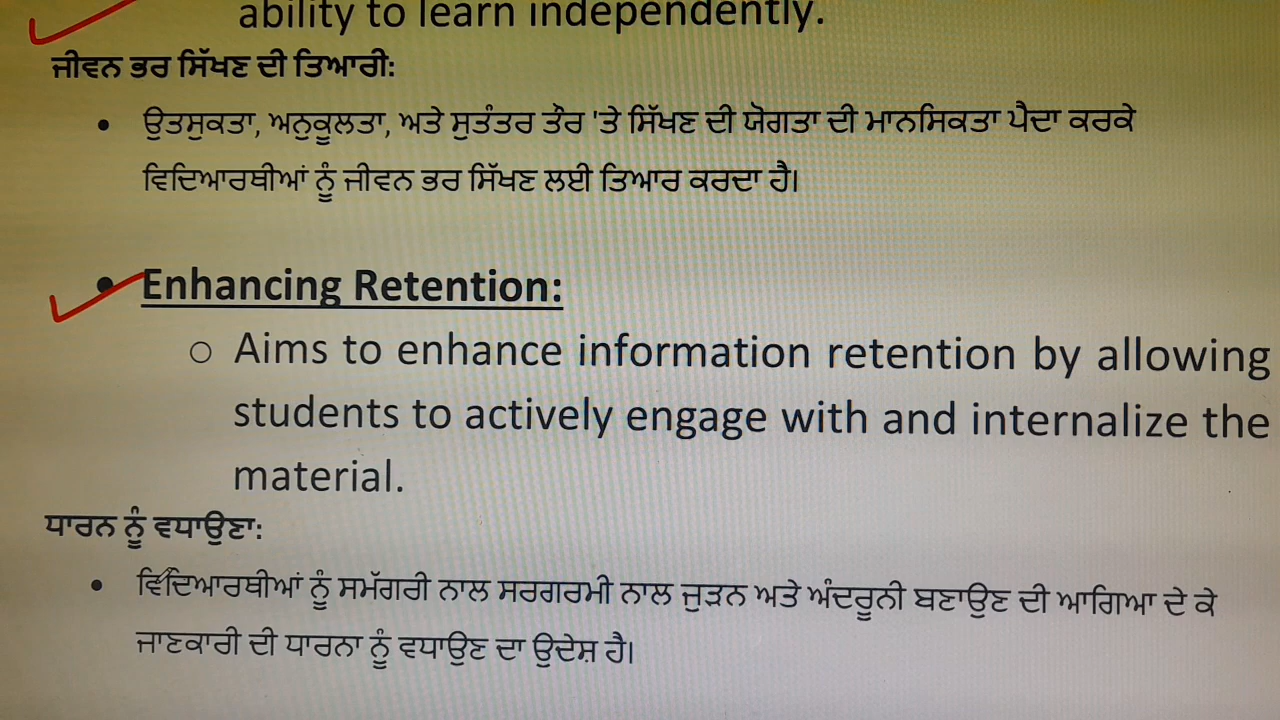 ability to learn independently.
ਜੀਵਨ ਭਰ ਸਿੱਖਣ ਦੀ ਤਿਆਰੀ:
• ਉਤਸੁਕਤਾ, ਅਨੁਕੂਲਤਾ, ਅਤੇ ਸੁਤੰਤਰ ਤੌਰ 'ਤੇ ਸਿੱਖਣ ਦੀ ਯੋਗਤਾ ਦੀ ਮਾਨਸਿਕਤਾ ਪੈਦਾ ਕਰਕੇ
ਵਿਦਿਆਰਥੀਆਂ ਨੂੰ ਜੀਵਨ ਭਰ ਸਿੱਖਣ ਲਈ ਤਿਆਰ ਕਰਦਾ ਹੈ।
• Enhancing Retention:
○ Aims to enhance information retention by allowing
students to actively engage with and internalize the
material.
ਧਾਰਨ ਨੂੰ ਵਧਾਉਣਾ:
• ਵਿਦਿਆਰਥੀਆਂ ਨੂੰ ਸਮੱਗਰੀ ਨਾਲ ਸਰਗਰਮੀ ਨਾਲ ਜੁੜਨ ਅਤੇ ਅੰਦਰੂਨੀ ਬਣਾਉਣ ਦੀ ਆਗਿਆ ਦੇ ਕੇ
ਜਾਣਕਾਰੀ ਦੀ ਧਾਰਨਾ ਨੂੰ ਵਧਾਉਣ ਦਾ ਉਦੇਸ਼ ਹੈ।